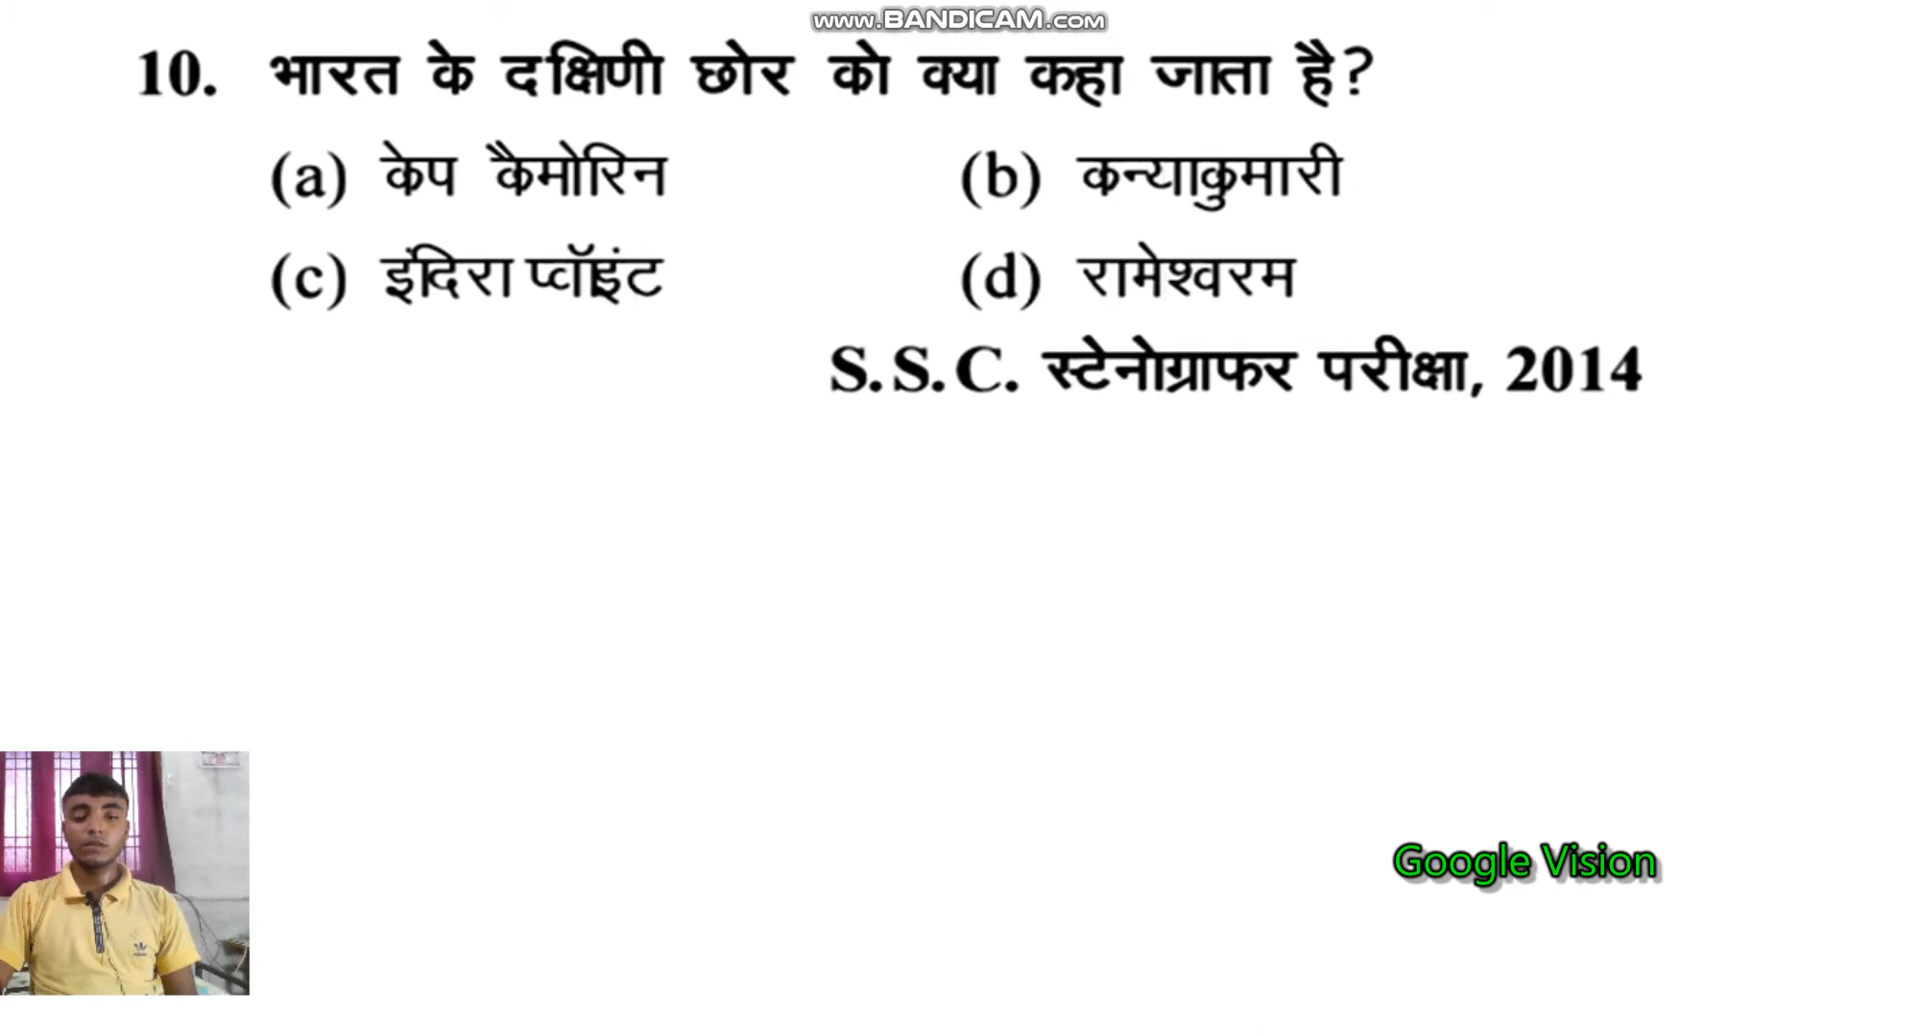 www.BANDICAM.com
10. भारत के दक्षिणी छोर को क्या कहा जाता है?
(a) केप कैमोरिन (b) कन्याकुमारी
(c) इंदिरा प्वॉइंट (d) रामेश्वरम
S.S.C. स्टेनोग्राफर परीक्षा, 2014
Google Vision